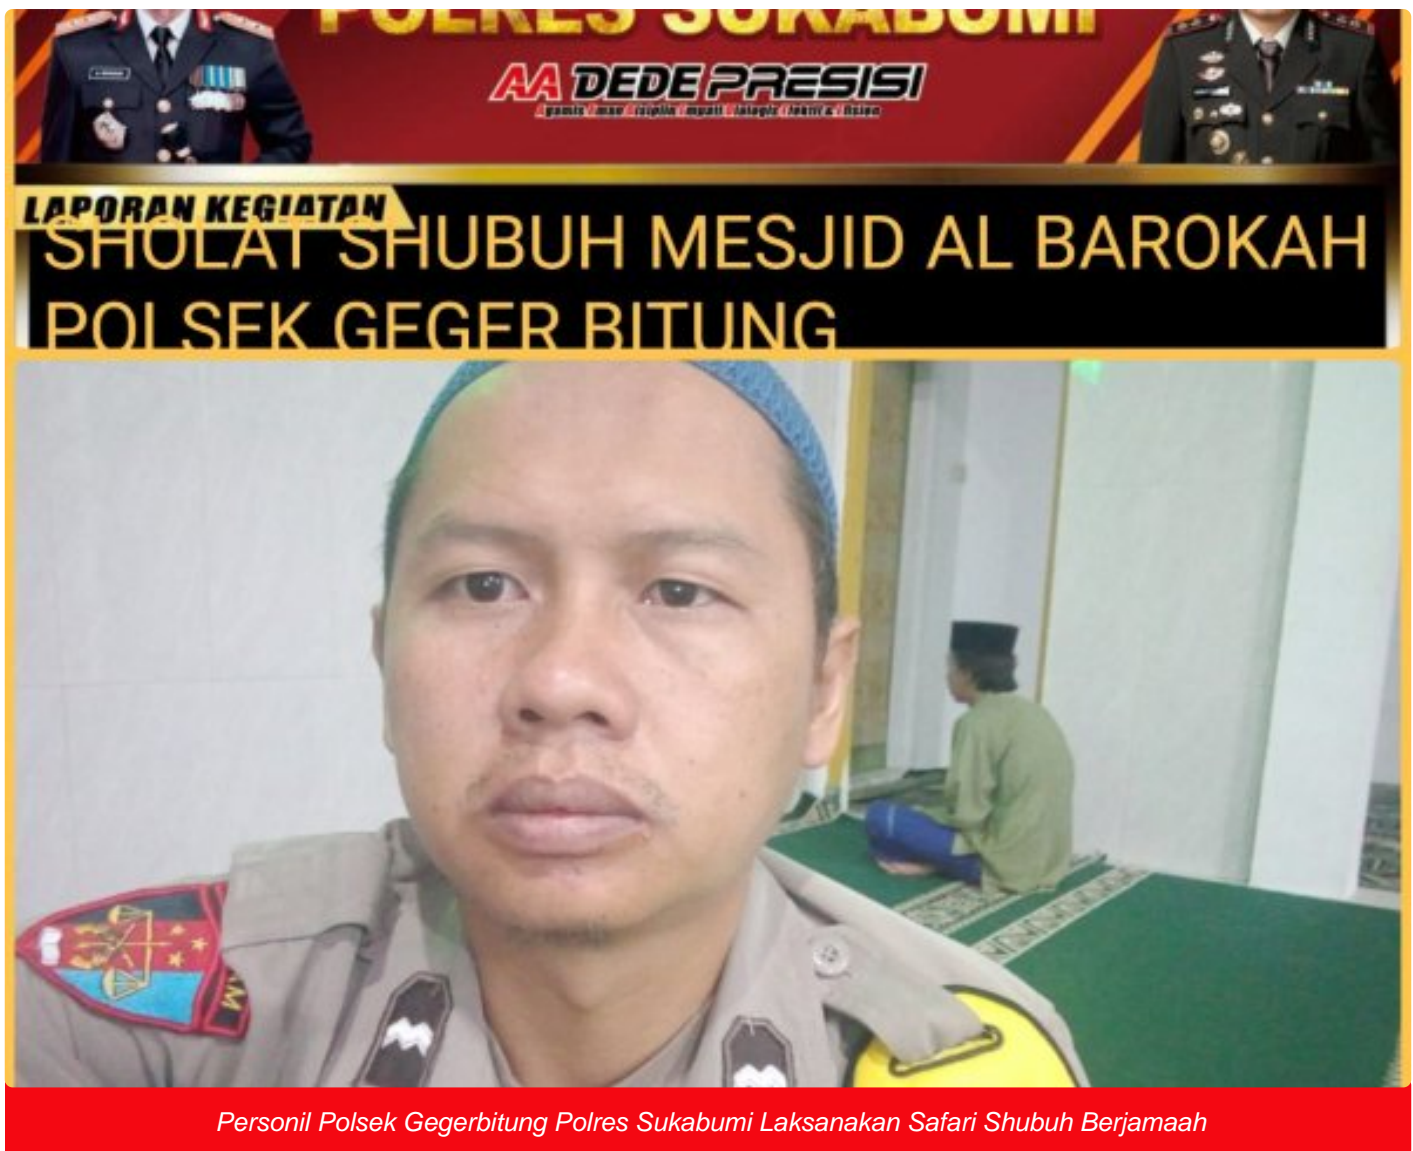 POLRES SUKABUMI
AA DEDE PRESISI
LAPORAN KEGIATAN
SHOLAT SHUBUH MESJID AL BAROKAH
POLSEK GEGER BITUNG
Personil Polsek Gegerbitung Polres Sukabumi Laksanakan Safari Shubuh Berjamaah